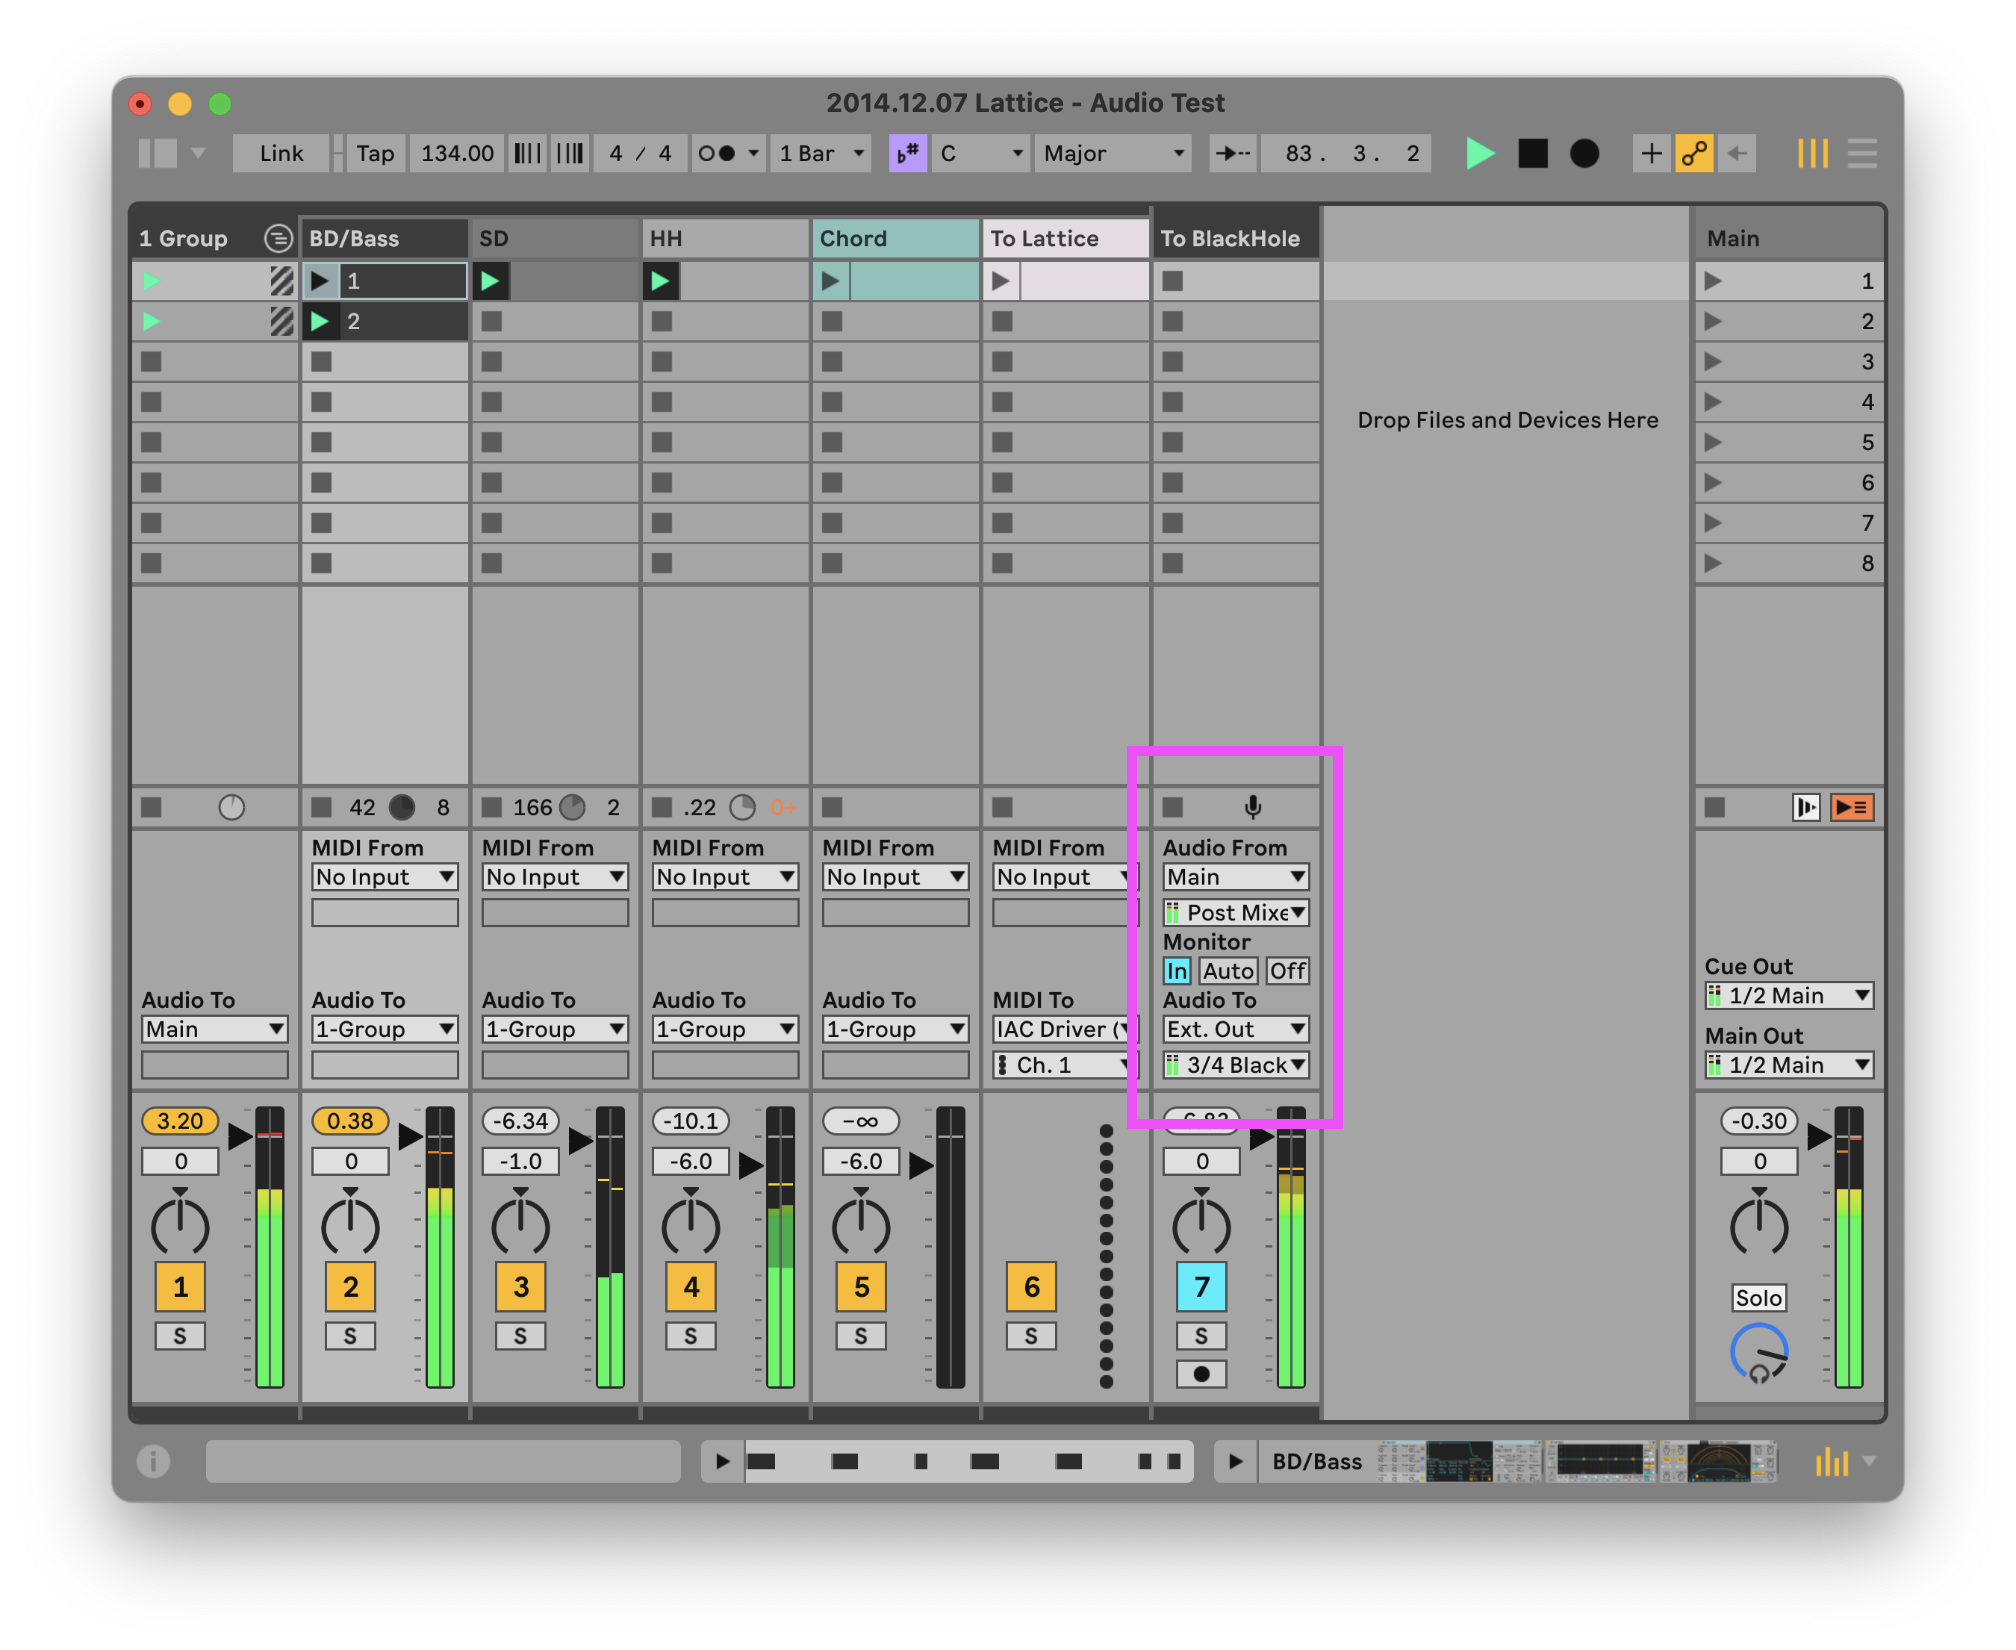 2014.12.07 Lattice - Audio Test
Link Tap 134.00 4 / 4 1 Bar C Major 83. 3. 2
1 Group BD/Bass SD HH Chord To Lattice To BlackHole Main
1 1
2 2
3
4
Drop Files and Devices Here
5
6
7
8
42 8 166 2 .22 0+
MIDI From MIDI From MIDI From MIDI From MIDI From Audio From
No Input No Input No Input No Input No Input Main
Post Mixe
Monitor
In Auto Off
Cue Out
1/2 Main
Audio To Audio To Audio To Audio To Audio To MIDI To Audio To
Main 1-Group 1-Group 1-Group 1-Group IAC Driver ( Ext. Out
Main Out
Ch. 1 3/4 Black 1/2 Main
3.20 0.38 -6.34 -10.1 -∞ -0.30
0 0 -1.0 -6.0 -6.0 0 0
1 2 3 4 5 6 7
Solo
S S S S S S S
BD/Bass